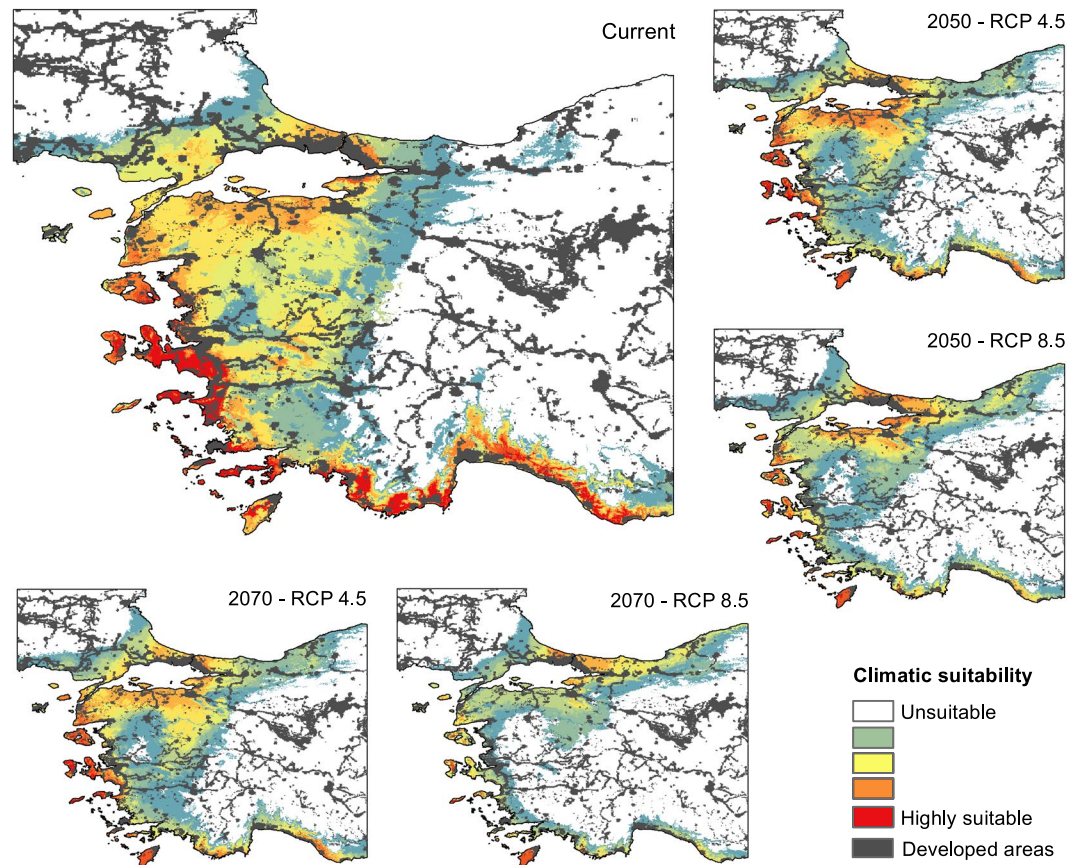 Current
2050 - RCP 4.5
2050 - RCP 8.5
2070 - RCP 4.5
2070 - RCP 8.5
Climatic suitability
Unsuitable
Highly suitable
Developed areas